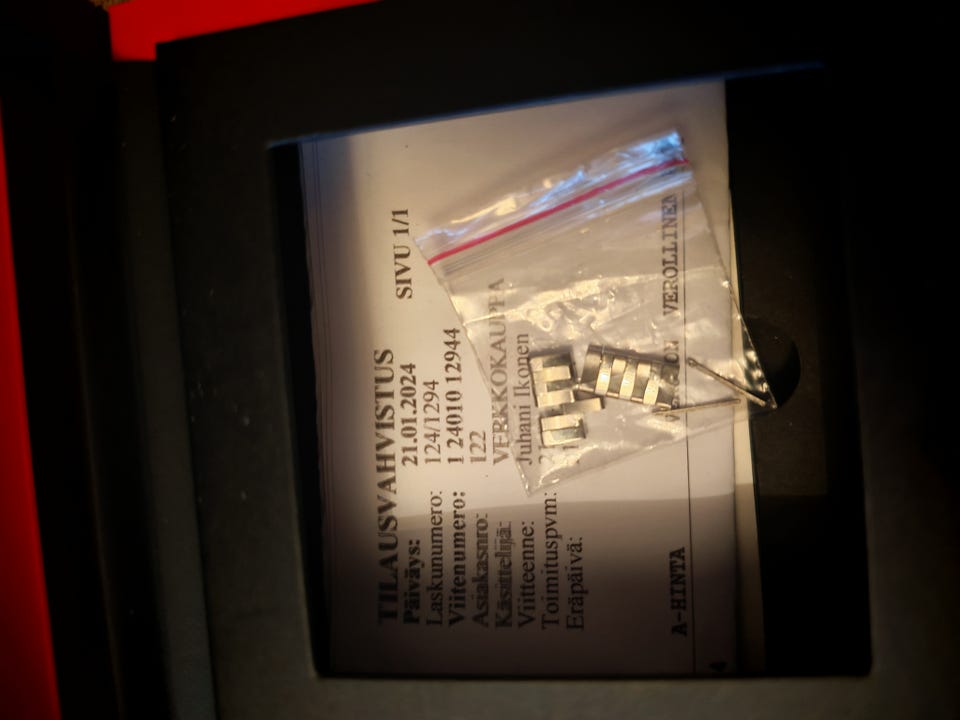 TILAUSVAHVISTUS
Päiväys: 21.01.2024 SIVU 1/1
Laskunumero: 124/1294
Viitenumero: 1 24010 12944
Asiakasnro: 122
Käsittelijä: VERKKOKAUPPA
Viitteenne: Juhani Ikonen
Toimituspvm:
Eräpäivä:
A-HINTA VEROLLINEN